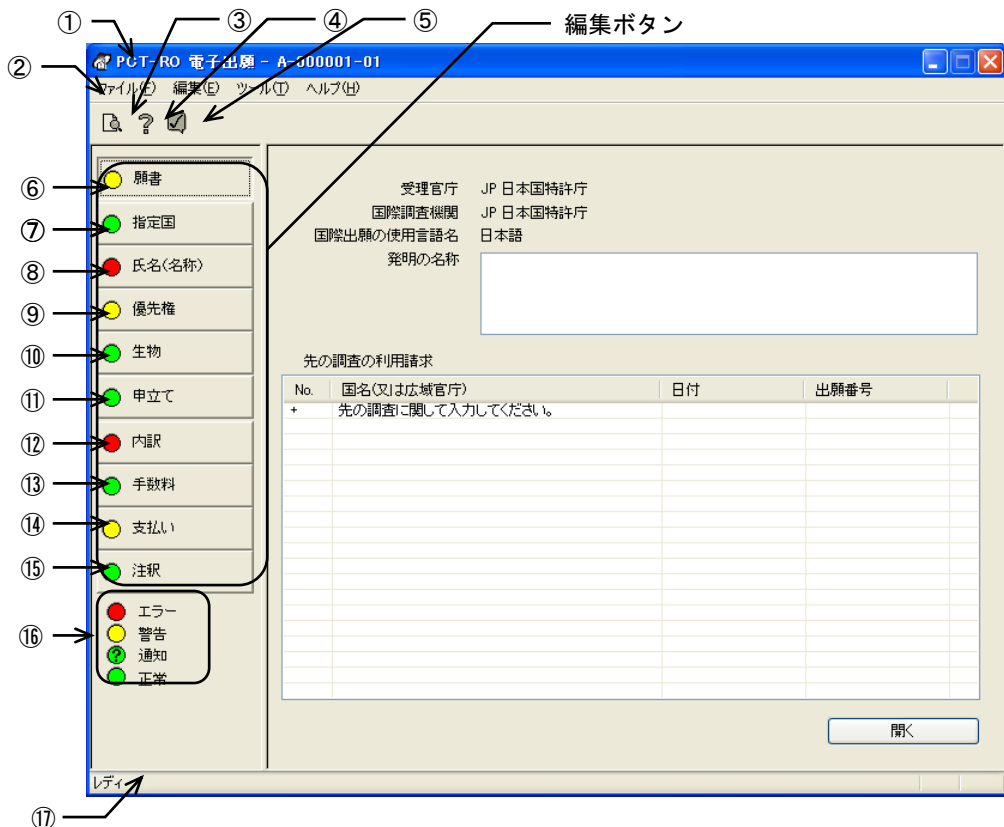 ① ③ ④ ⑤ 編集ボタン
② PCT-RO 電子出願 - A-000001-01
ファイル(F) 編集(E) ツール(T) ヘルプ(H)
⑥ 願書
⑦ 指定国
⑧ 氏名(名称)
⑨ 優先権
⑩ 生物
⑪ 申立て
⑫ 内訳
⑬ 手数料
⑭ 支払い
⑮ 注釈
⑯ エラー
警告
通知
正常
受理官庁 JP 日本国特許庁
国際調査機関 JP 日本国特許庁
国際出願の使用言語名 日本語
発明の名称
先の調査の利用請求
No. 国名(又は広域官庁) 日付 出願番号
+ 先の調査に関して入力してください。
開く
レディ
⑰